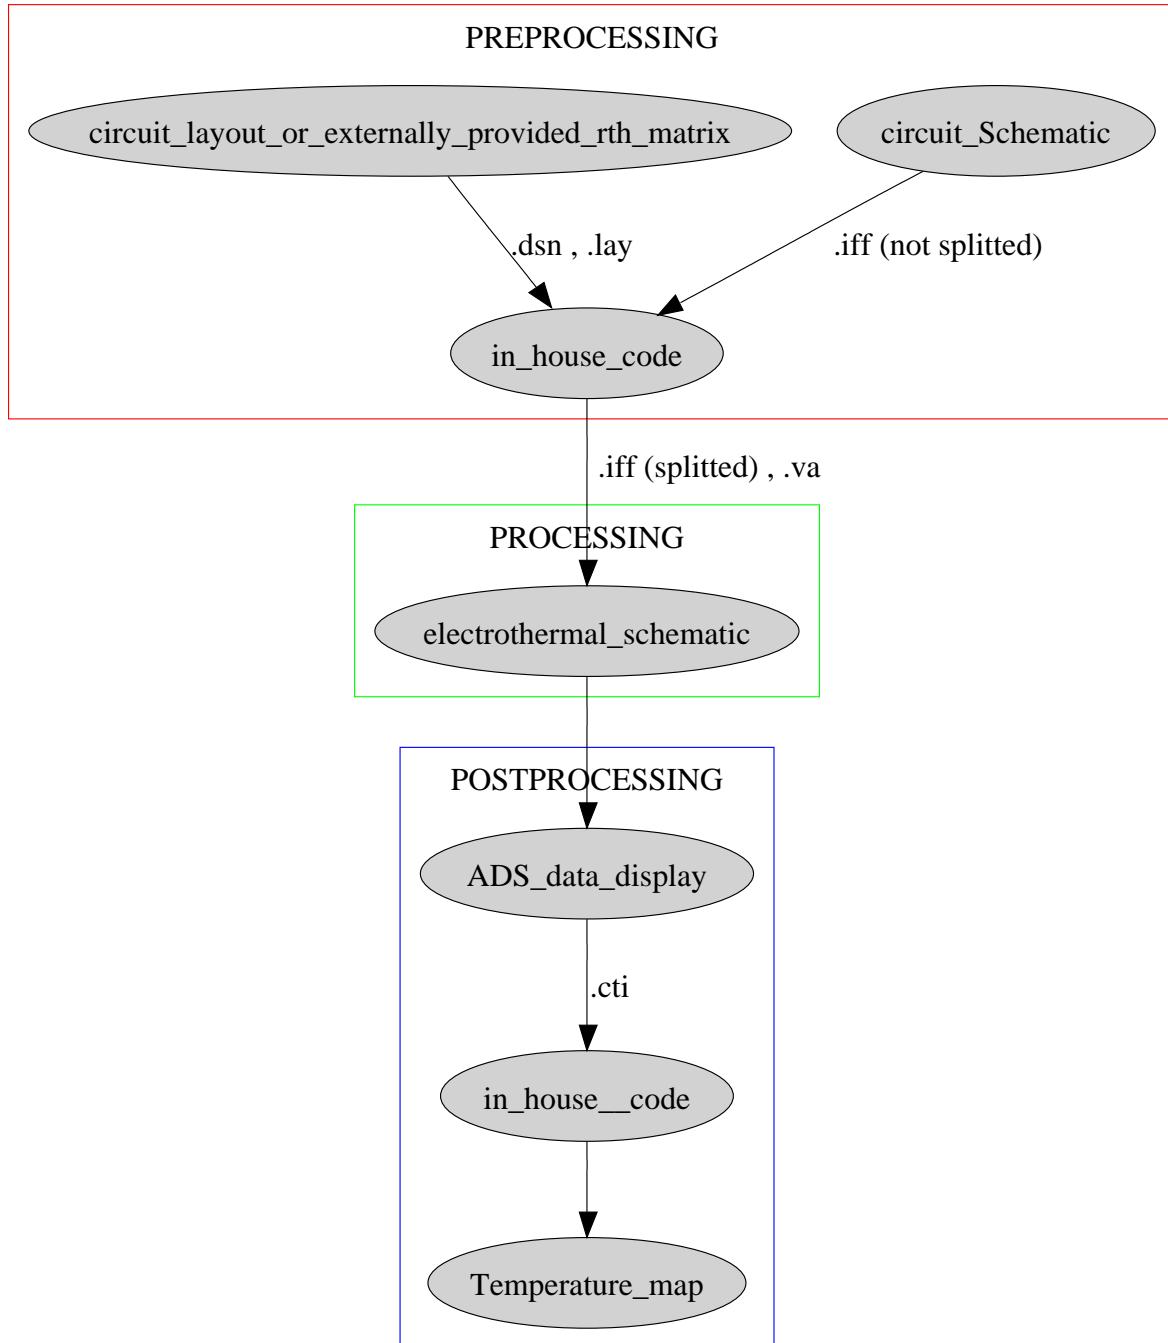 PREPROCESSING
circuit_layout_or_externally_provided_rth_matrix
circuit_Schematic
.dsn , .lay
.iff (not splitted)
in_house_code
.iff (splitted) , .va
PROCESSING
electrothermal_schematic
POSTPROCESSING
ADS_data_display
.cti
in_house__code
Temperature_map